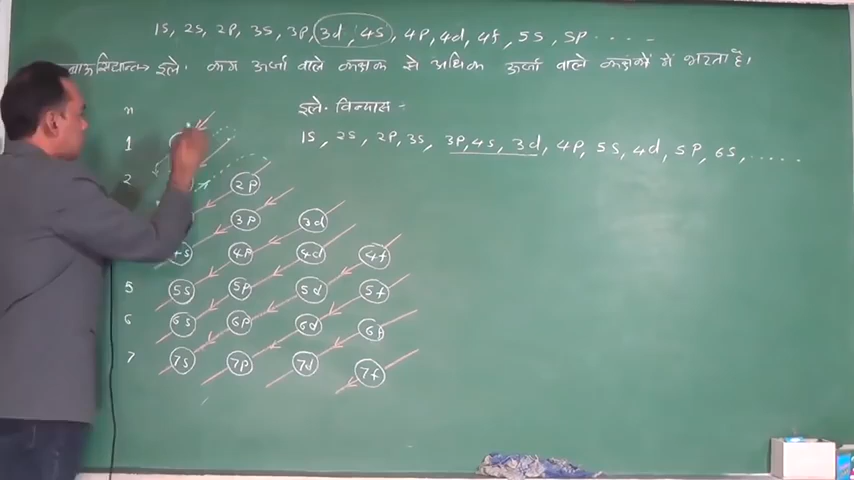 1S, 2S, 2P, 3S, 3P, 3d, 4S, 4P, 4d, 4f, 5S, 5P . . . . -
सिद्धान्त → इले. कम ऊर्जा वाले कक्षक से अधिक ऊर्जा वाले कक्षकों में भरता है।
n
इले. विन्यास -
1
1S, 2S, 2P, 3S, 3P, 4S, 3d, 4P, 5S, 4d, 5P, 6S, . . . . .
2 2P
3P 3d
4P 4d 4f
5 5S 5P 5d 5f
6 6S 6P 6d 6f
7 7S 7P 7d 7f